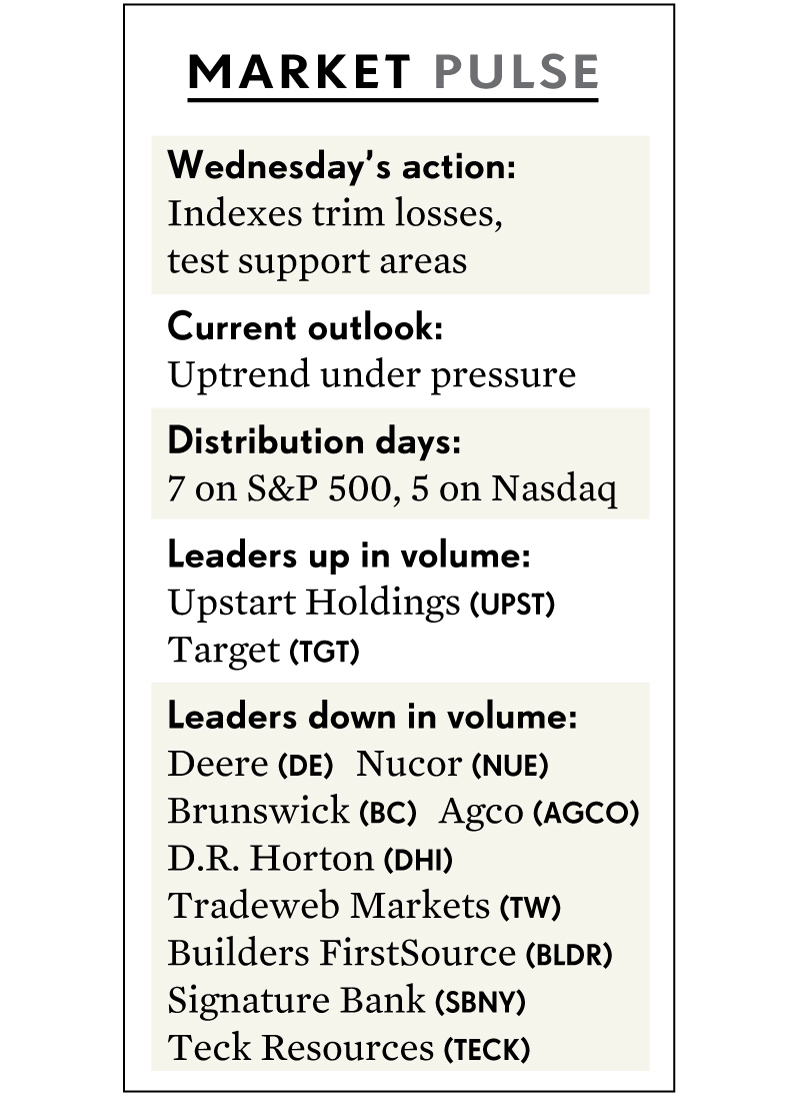 MARKET PULSE
Wednesday’s action:
Indexes trim losses,
test support areas
Current outlook:
Uptrend under pressure
Distribution days:
7 on S&P 500, 5 on Nasdaq
Leaders up in volume:
Upstart Holdings (UPST)
Target (TGT)
Leaders down in volume:
Deere (DE) Nucor (NUE)
Brunswick (BC) Agco (AGCO)
D.R. Horton (DHI)
Tradeweb Markets (TW)
Builders FirstSource (BLDR)
Signature Bank (SBNY)
Teck Resources (TECK)